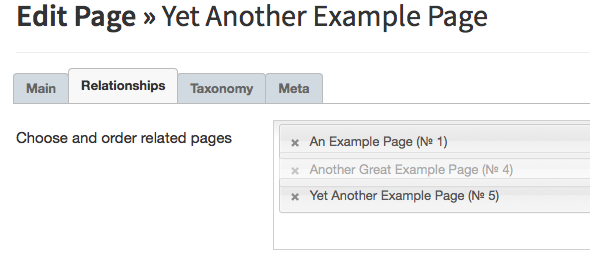 Edit Page » Yet Another Example Page
Main Relationships Taxonomy Meta
Choose and order related pages
× An Example Page (№ 1)
× Another Great Example Page (№ 4)
× Yet Another Example Page (№ 5)